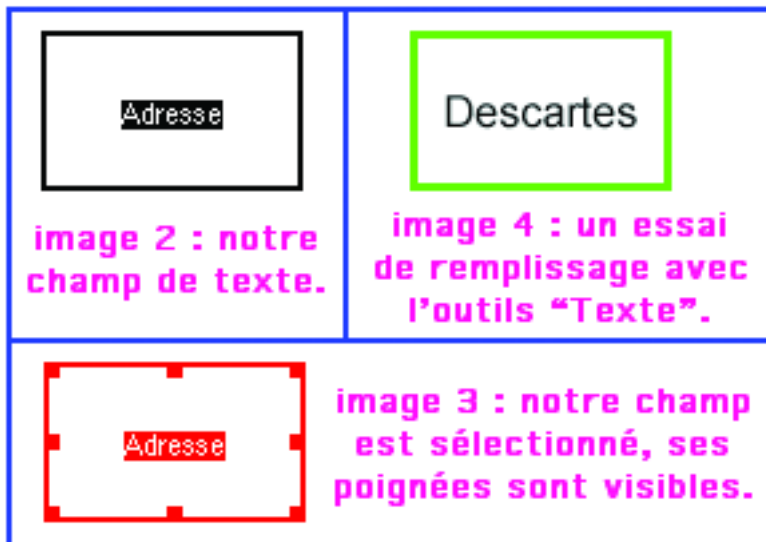 Adresse
image 2 : notre
champ de texte.
Descartes
image 4 : un essai
de remplissage avec
l'outils “Texte”.
Adresse
image 3 : notre champ
est sélectionné, ses
poignées sont visibles.